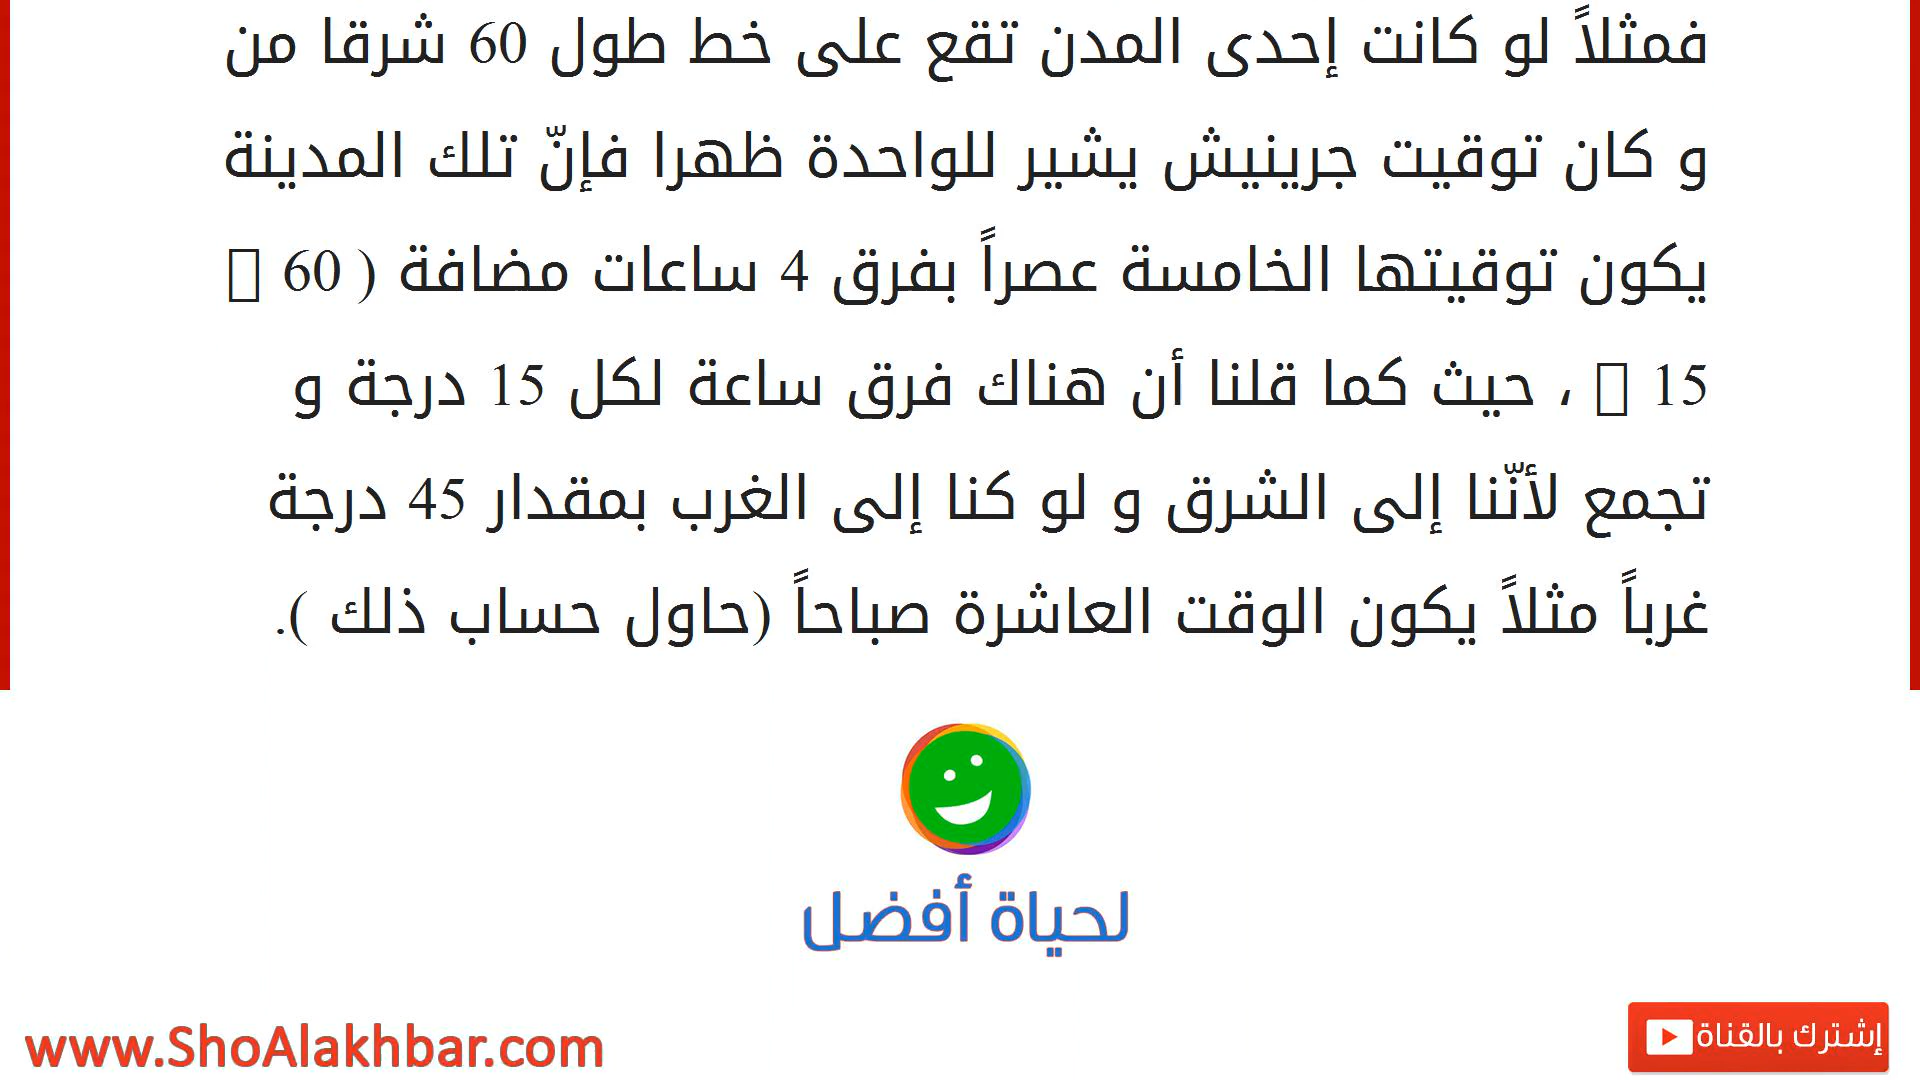 فمثلاً لو كانت إحدى المدن تقع على خط طول 60 شرقا من
و كان توقيت جرينيش يشير للواحدة ظهرا فإنّ تلك المدينة
يكون توقيتها الخامسة عصراً بفرق 4 ساعات مضافة ( 60 
15 ، حيث كما قلنا أن هناك فرق ساعة لكل 15 درجة و
تجمع لأنّنا إلى الشرق و لو كنا إلى الغرب بمقدار 45 درجة
غرباً مثلاً يكون الوقت العاشرة صباحاً (حاول حساب ذلك ).
لحياة أفضل
www.ShoAlakhbar.com
إشترك بالقناة